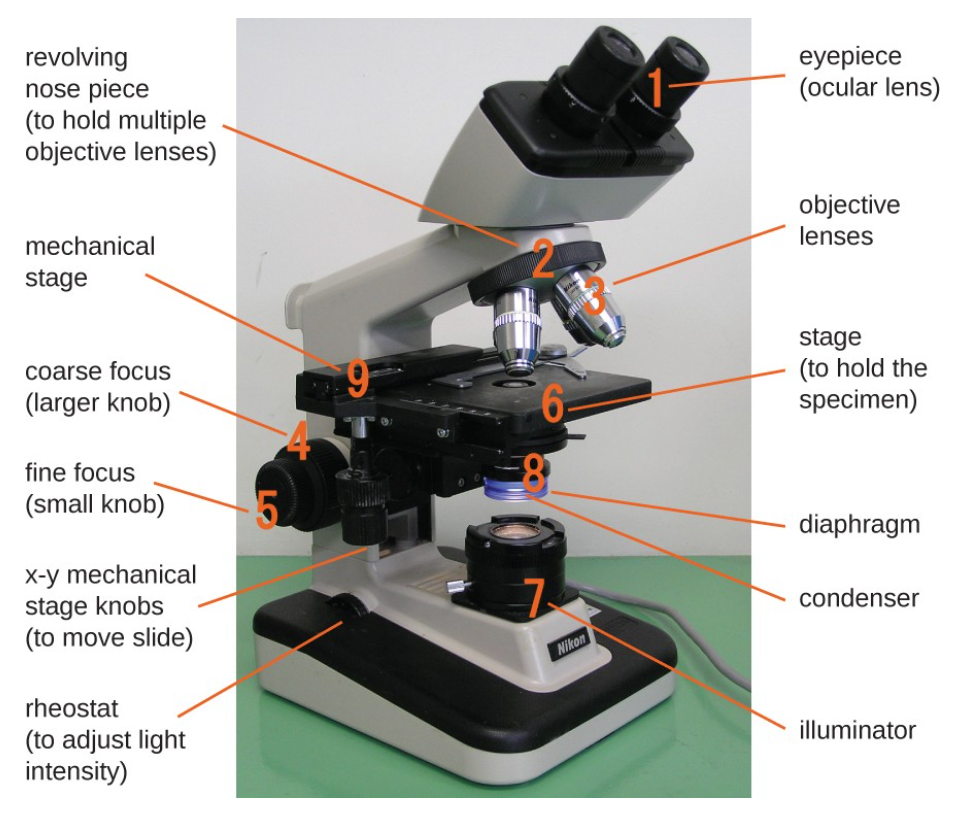 revolving
nose piece
(to hold multiple
objective lenses)
mechanical
stage
coarse focus
(larger knob)
fine focus
(small knob)
x-y mechanical
stage knobs
(to move slide)
rheostat
(to adjust light
intensity)
1
2
3
9
6
4
8
5
7
Nikon
eyepiece
(ocular lens)
objective
lenses
stage
(to hold the
specimen)
diaphragm
condenser
illuminator